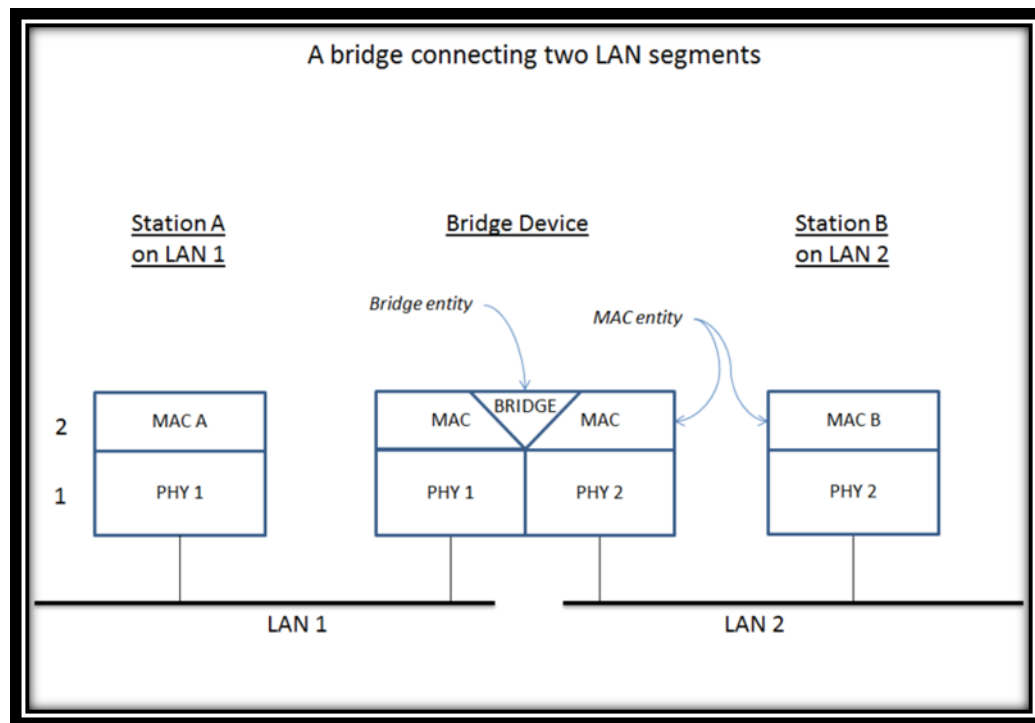 A bridge connecting two LAN segments
Station A
on LAN 1
Bridge Device
Station B
on LAN 2
Bridge entity
MAC entity
2
MAC A
MAC
BRIDGE
MAC
MAC B
1
PHY 1
PHY 1
PHY 2
PHY 2
LAN 1
LAN 2